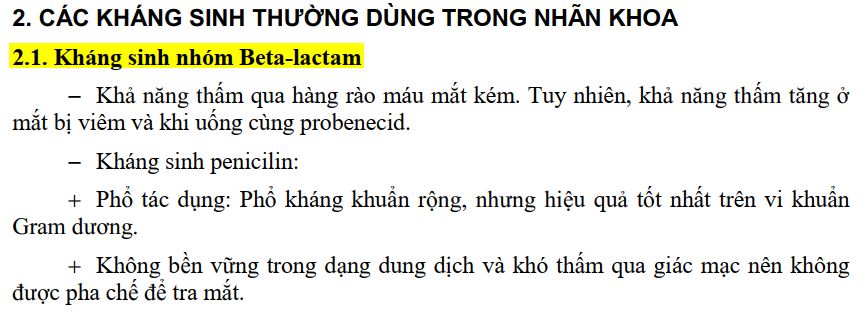 2. CÁC KHÁNG SINH THƯỜNG DÙNG TRONG NHÃN KHOA
2.1. Kháng sinh nhóm Beta-lactam
− Khả năng thấm qua hàng rào máu mắt kém. Tuy nhiên, khả năng thấm tăng ở
mắt bị viêm và khi uống cùng probenecid.
− Kháng sinh penicilin:
+ Phổ tác dụng: Phổ kháng khuẩn rộng, nhưng hiệu quả tốt nhất trên vi khuẩn
Gram dương.
+ Không bền vững trong dạng dung dịch và khó thấm qua giác mạc nên không
được pha chế để tra mắt.